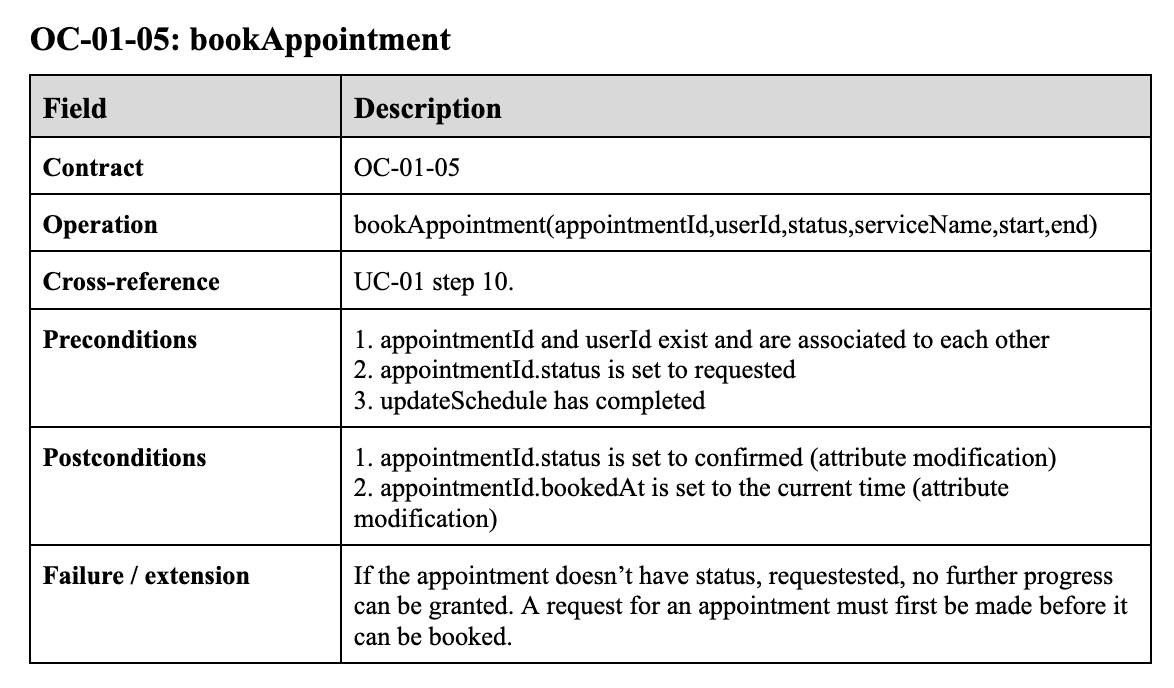 OC-01-05: bookAppointment
Field
Description
Contract
OC-01-05
Operation
bookAppointment(appointmentId,userId,status,serviceName,start,end)
Cross-reference
UC-01 step 10.
Preconditions
1. appointmentId and userId exist and are associated to each other
2. appointmentId.status is set to requested
3. updateSchedule has completed
Postconditions
1. appointmentId.status is set to confirmed (attribute modification)
2. appointmentId.bookedAt is set to the current time (attribute
modification)
Failure / extension
If the appointment doesn’t have status, requestested, no further progress
can be granted. A request for an appointment must first be made before it
can be booked.